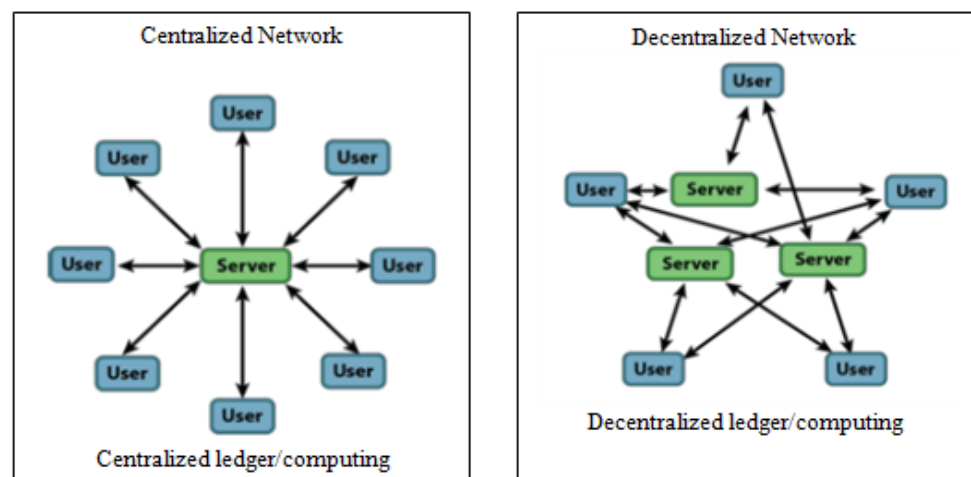 Centralized Network
User
User
User
User
Server
User
User
User
User
Centralized ledger/computing
Decentralized Network
User
User
Server
User
Server
Server
User
User
Decentralized ledger/computing